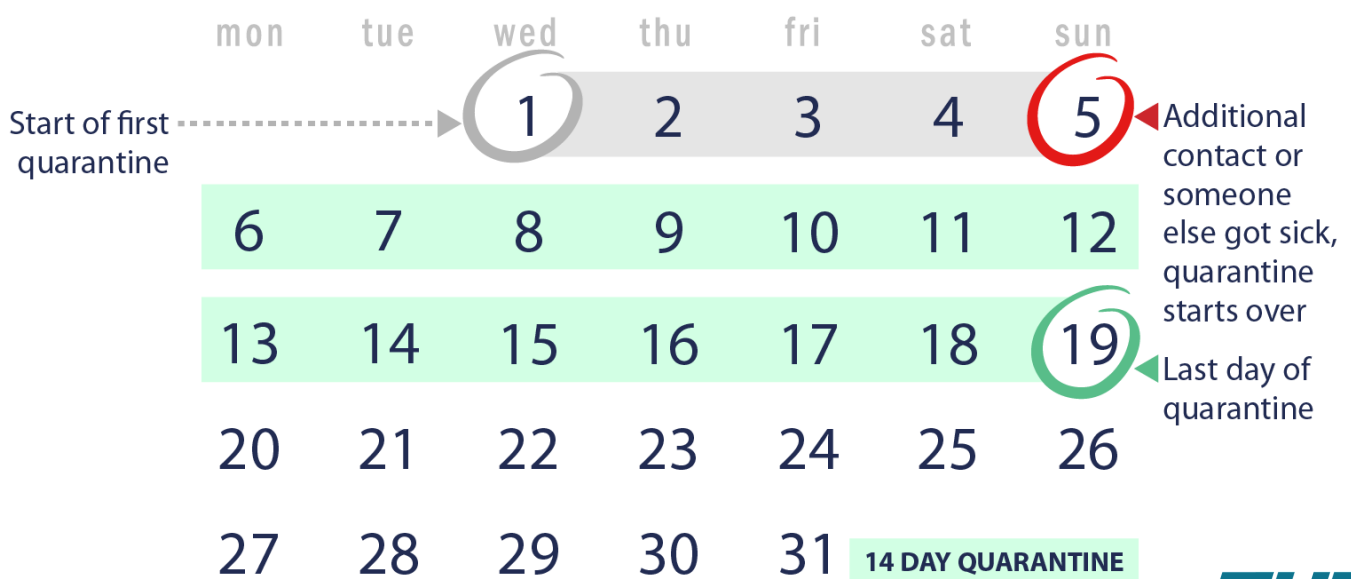 mon tue wed thu fri sat sun
Start of first
quarantine
1 2 3 4 5
Additional
contact or
someone
else got sick,
quarantine
starts over
6 7 8 9 10 11 12
13 14 15 16 17 18 19
Last day of
quarantine
20 21 22 23 24 25 26
27 28 29 30 31
14 DAY QUARANTINE